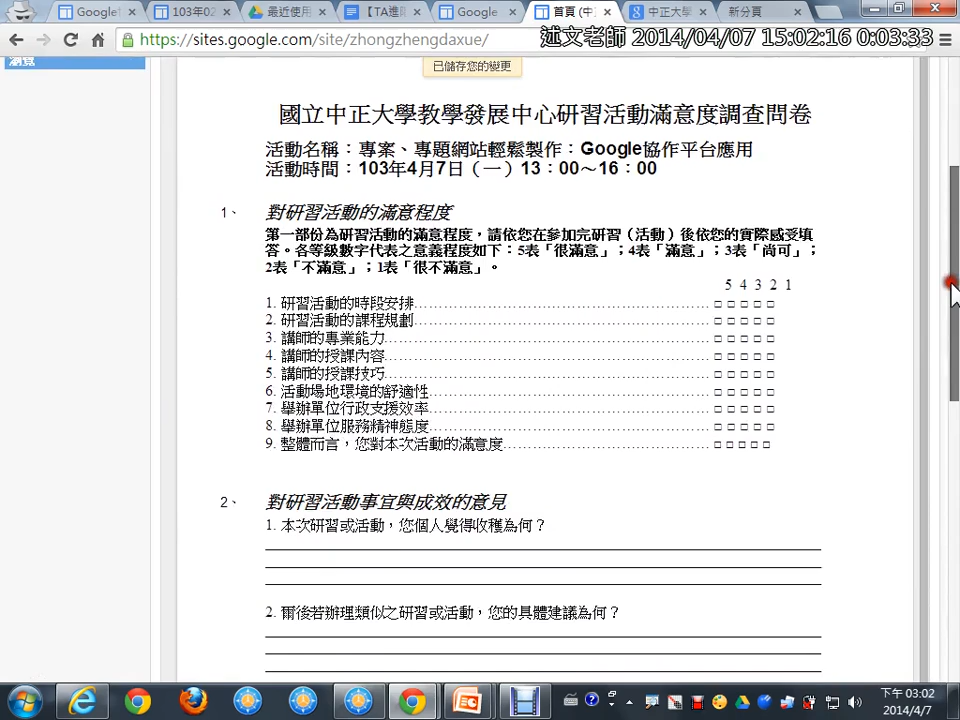 Google!
103年02
最近使用
【TA進階
Google
首頁 (中
中正大學
新分頁
https://sites.google.com/site/zhongzhengdaxue/
述文老師 2014/04/07 15:02:16 0:03:33
瀏覽
已儲存您的變更
國立中正大學教學發展中心研習活動滿意度調查問卷
活動名稱：專案、專題網站輕鬆製作：Google協作平台應用
活動時間：103年4月7日（一）13：00～16：00
1、 對研習活動的滿意程度
第一部份為研習活動的滿意程度，請依您在參加完研習（活動）後依您的實際感受填
答。各等級數字代表之意義程度如下：5表「很滿意」；4表「滿意」；3表「尚可」；
2表「不滿意」；1表「很不滿意」。
5 4 3 2 1
1. 研習活動的時段安排........................................□ □ □ □ □
2. 研習活動的課程規劃........................................□ □ □ □ □
3. 講師的專業能力........................................□ □ □ □ □
4. 講師的授課內容........................................□ □ □ □ □
5. 講師的授課技巧........................................□ □ □ □ □
6. 活動場地環境的舒適性........................................□ □ □ □ □
7. 舉辦單位行政支援效率........................................□ □ □ □ □
8. 舉辦單位服務精神態度........................................□ □ □ □ □
9. 整體而言，您對本次活動的滿意度........................................□ □ □ □ □
2、 對研習活動事宜與成效的意見
1. 本次研習或活動，您個人覺得收穫為何？
2. 爾後若辦理類似之研習或活動，您的具體建議為何？
下午 03:02
2014/4/7